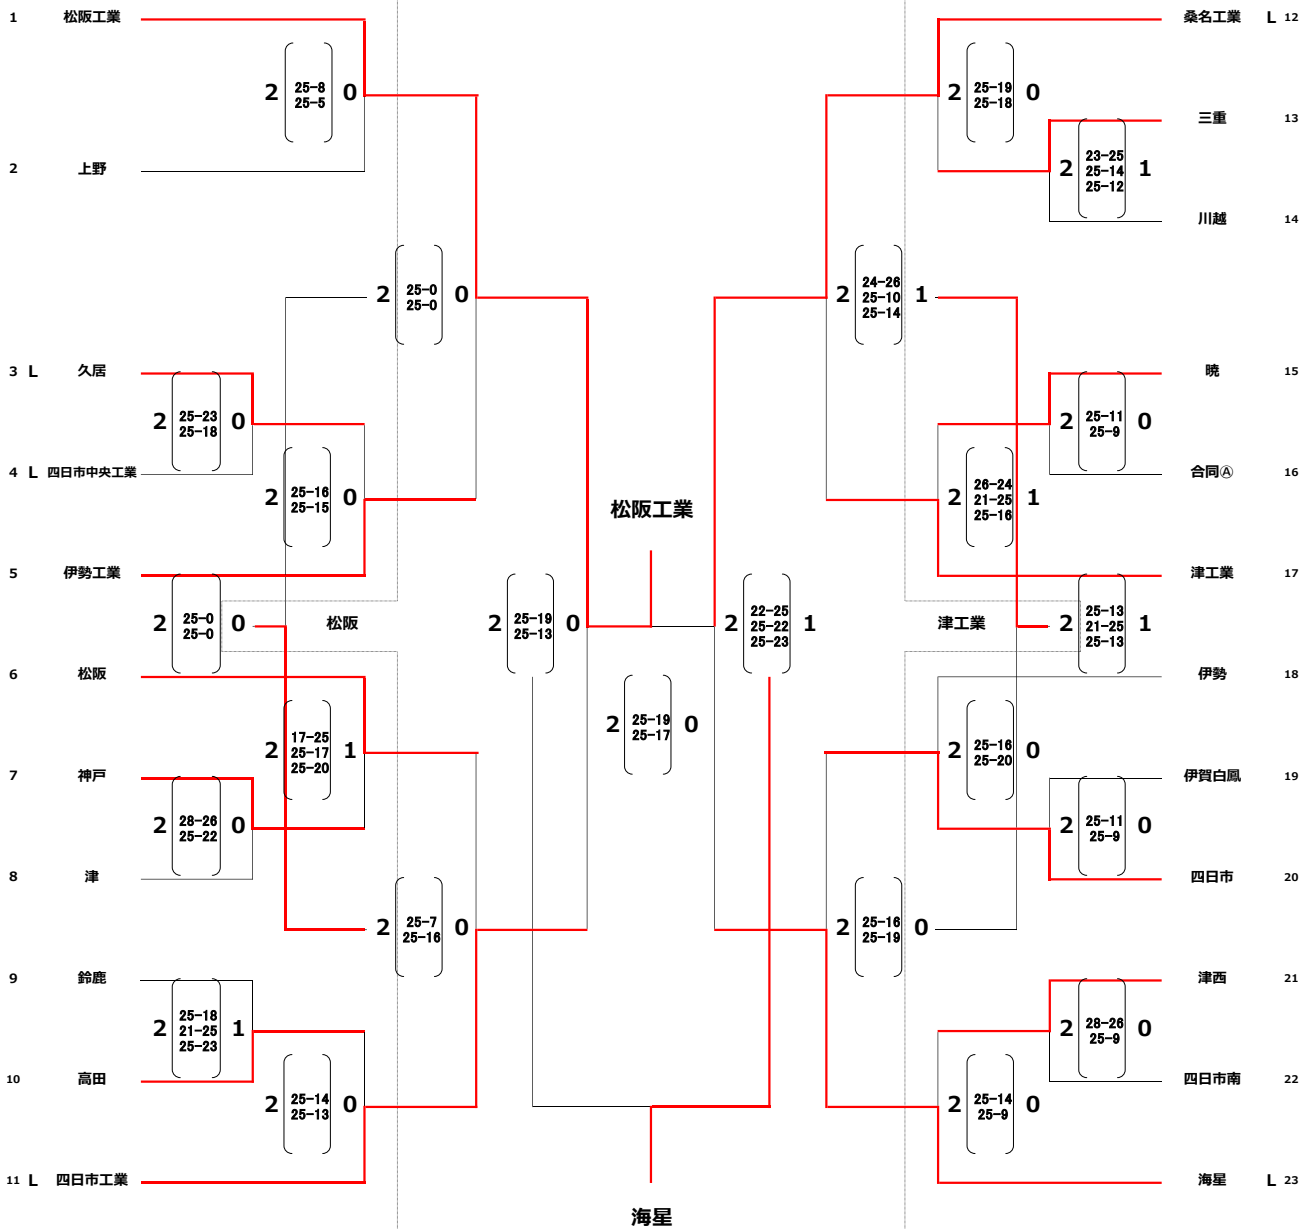 1 松阪工業
2 25-8 0
25-5
2 上野
2 25-0 0
25-0
3 L 久居
2 25-23 0
25-18
4 L 四日市中央工業
2 25-16 0
25-15
5 伊勢工業
2 25-0 0
25-0
松阪
6 松阪
2 17-25 1
25-17
25-20
7 神戸
2 28-26 0
25-22
8 津
2 25-7 0
25-16
9 鈴鹿
2 25-18 1
21-25
25-23
10 高田
2 25-14 0
25-13
11 L 四日市工業
松阪工業
2 25-19 0
25-13
2 25-19 0
25-17
2 22-25 1
25-22
25-23
海星
桑名工業 L 12
2 25-19 0
25-18
三重 13
2 23-25 1
25-14
25-12
川越 14
2 24-26 1
25-10
25-14
暁 15
2 25-11 0
25-9
合同Ⓐ 16
2 26-24 1
21-25
25-16
津工業 17
2 25-13 1
21-25
25-13
津工業
伊勢 18
2 25-16 0
25-20
伊賀白鳳 19
2 25-11 0
25-9
四日市 20
2 25-16 0
25-19
津西 21
2 28-26 0
25-9
四日市南 22
2 25-14 0
25-9
海星 L 23